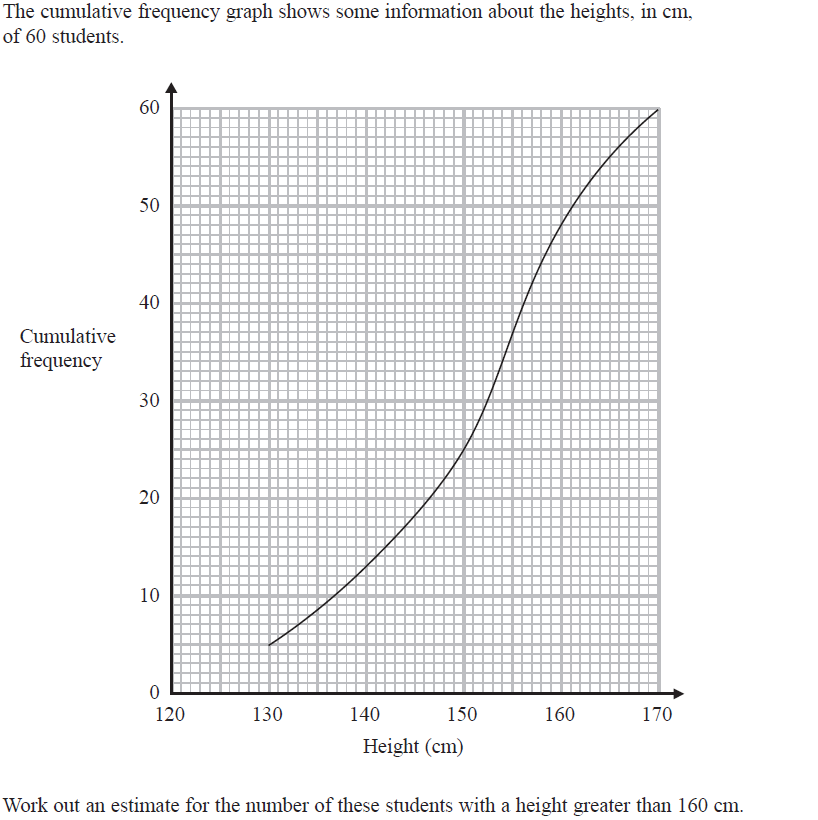 The cumulative frequency graph shows some information about the heights, in cm,
of 60 students.
60
50
40
Cumulative
frequency
30
20
10
0
120 130 140 150 160 170
Height (cm)
Work out an estimate for the number of these students with a height greater than 160 cm.